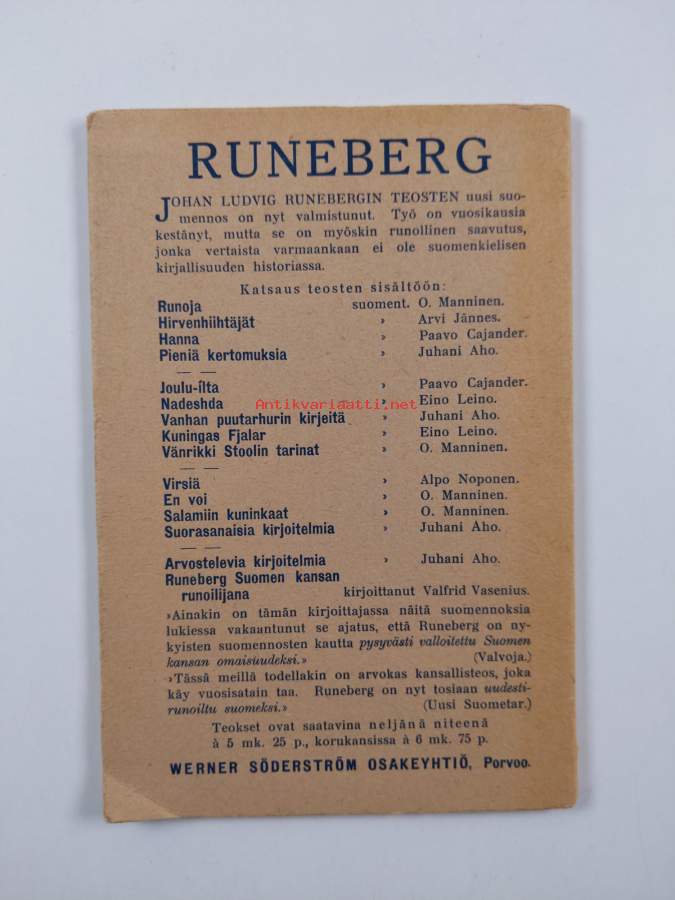 RUNEBERG
JOHAN LUDVIG RUNEBERGIN TEOSTEN uusi suo-
mennos on nyt valmistunut. Työ on vuosikausia
kestänyt, mutta se on myöskin runollinen saavutus,
jonka vertaista varmaankaan ei ole suomenkielisen
kirjallisuuden historiassa.
Katsaus teosten sisältöön:
Runoja suoment. O. Manninen.
Hirvenhiihtäjät » Arvi Jännes.
Hanna » Paavo Cajander.
Pieniä kertomuksia » Juhani Aho.
— —
Joulu-ilta » Paavo Cajander.
Nadeshda » Eino Leino.
Antikvariaatti.net
Vanhan puutarhurin kirjeitä » Juhani Aho.
Kuningas Fjalar » Eino Leino.
Vänrikki Stoolin tarinat » O. Manninen.
— —
Virsiä » Alpo Noponen.
En voi » O. Manninen.
Salamiin kuninkaat » O. Manninen.
Suorasanaisia kirjoitelmia » Juhani Aho.
— —
Arvostelevia kirjoitelmia » Juhani Aho.
Runeberg Suomen kansan
runoilijana kirjoittanut Valfrid Vasenius.
»Ainakin on tämän kirjoittajassa näitä suomennoksia
lukiessa vakaantunut se ajatus, että Runeberg on ny-
kyisten suomennosten kautta pysyvästi valloitettu Suomen
kansan omaisuudeksi.» (Valvoja.)
»Tässä meillä todellakin on arvokas kansallisteos, joka
käy vuosisatain taa. Runeberg on nyt tosiaan uudesti-
runoiltu suomeksi.» (Uusi Suometar.)
Teokset ovat saatavina neljänä niteenä
à 5 mk. 25 p., korukansissa à 6 mk. 75 p.
WERNER SÖDERSTRÖM OSAKEYHTIÖ, Porvoo.